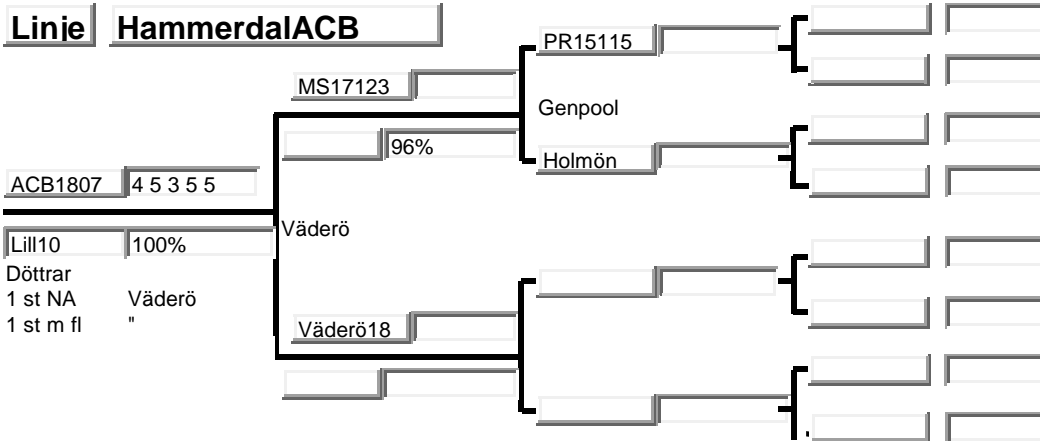 Linje HammerdalACB
PR15115
MS17123
Genpool
96%
Holmön
ACB1807 4 5 3 5 5
Väderö
Lill10 100%
Döttrar
1 st NA Väderö
1 st m fl "
Väderö18